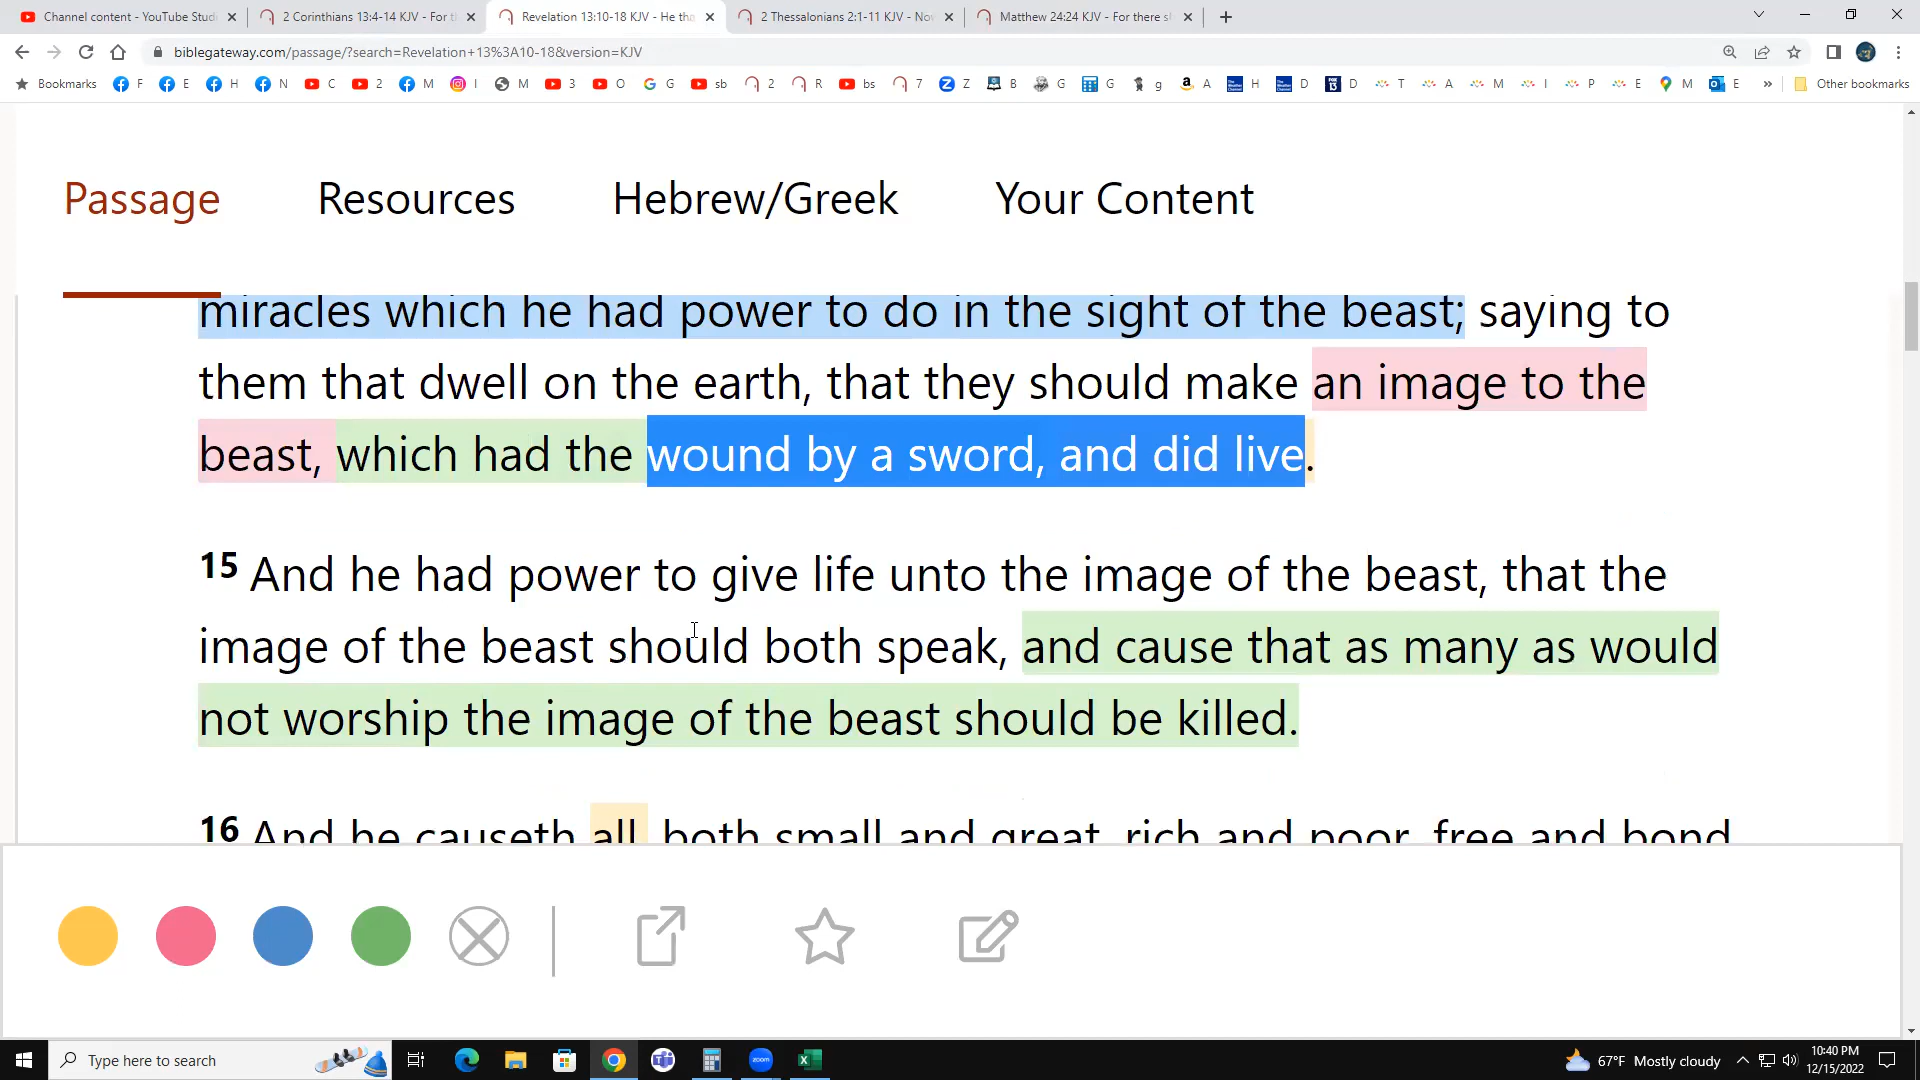 Channel content - YouTube Studi
2 Corinthians 13:4-14 KJV - For th
Revelation 13:10-18 KJV - He tha
2 Thessalonians 2:1-11 KJV - Now
Matthew 24:24 KJV - For there s
biblegateway.com/passage/?search=Revelation+13%3A10-18&version=KJV
Bookmarks F E H N C 2 M I M 3 O G sb 2 R bs 7 Z B G G g A H D D T A M I P E M E » Other bookmarks
Passage Resources Hebrew/Greek Your Content
miracles which he had power to do in the sight of the beast; saying to
them that dwell on the earth, that they should make an image to the
beast, which had the wound by a sword, and did live.
15 And he had power to give life unto the image of the beast, that the
image of the beast should both speak, and cause that as many as would
not worship the image of the beast should be killed.
16 And he causeth all, both small and great, rich and poor, free and bond,
Type here to search
67°F Mostly cloudy
10:40 PM
12/15/2022